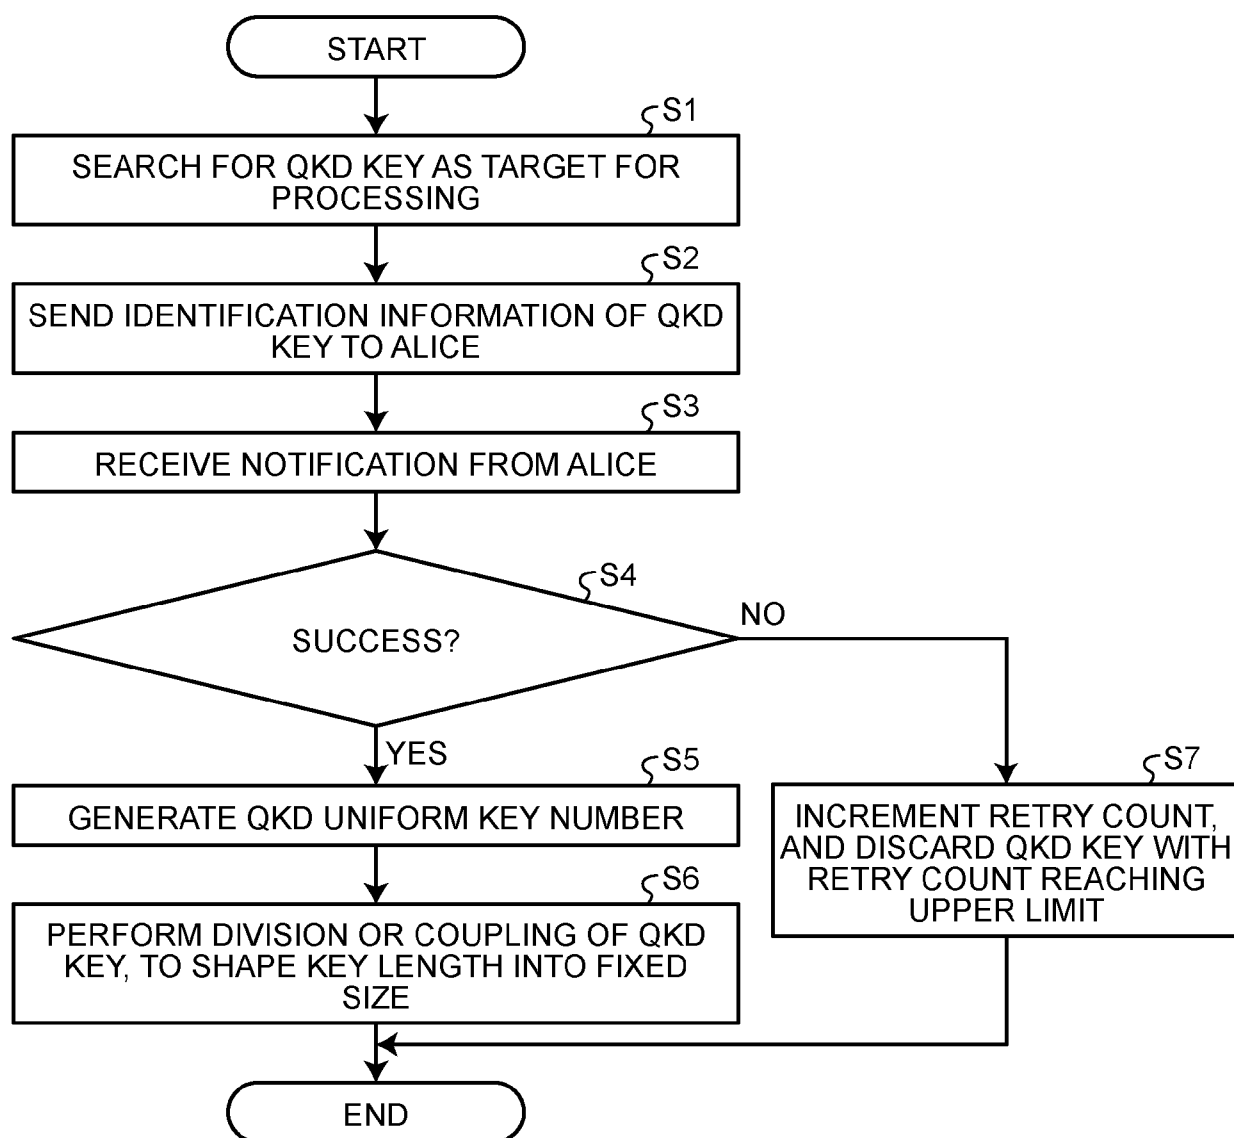 START
S1
SEARCH FOR QKD KEY AS TARGET FOR
PROCESSING
S2
SEND IDENTIFICATION INFORMATION OF QKD
KEY TO ALICE
S3
RECEIVE NOTIFICATION FROM ALICE
S4
SUCCESS?
NO
YES
S5
GENERATE QKD UNIFORM KEY NUMBER
S6
PERFORM DIVISION OR COUPLING OF QKD
KEY, TO SHAPE KEY LENGTH INTO FIXED
SIZE
S7
INCREMENT RETRY COUNT,
AND DISCARD QKD KEY WITH
RETRY COUNT REACHING
UPPER LIMIT
END